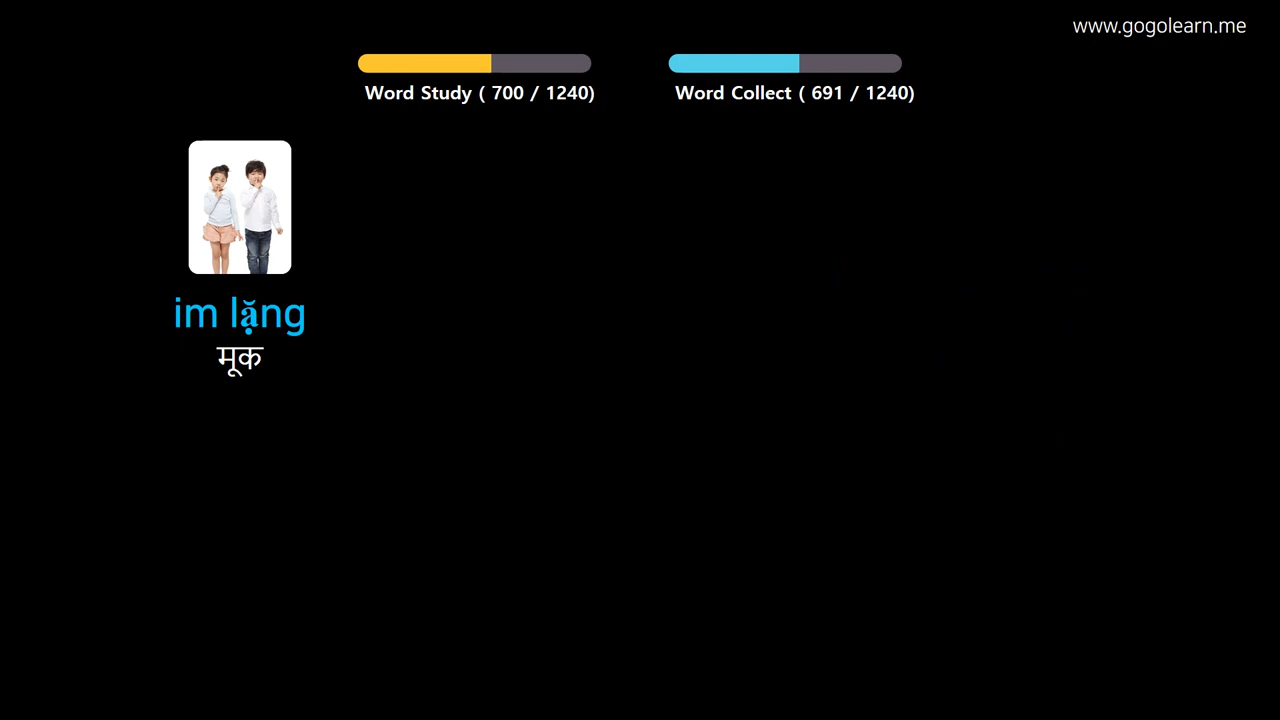 www.gogolearn.me
Word Study ( 700 / 1240)
Word Collect ( 691 / 1240)
im lặng
मूक